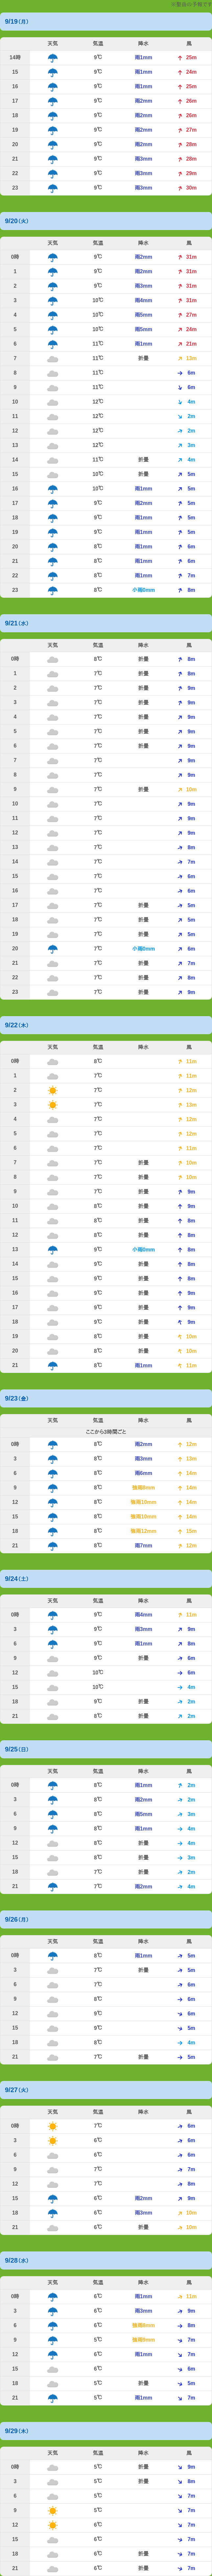 9/19(月)
天気 気温 降水 風
14時 9℃ 雨1mm 25m
15 9℃ 雨1mm 24m
16 9℃ 雨1mm 25m
17 9℃ 雨2mm 26m
18 9℃ 雨2mm 26m
19 9℃ 雨2mm 27m
20 9℃ 雨2mm 28m
21 9℃ 雨3mm 28m
22 9℃ 雨3mm 29m
23 9℃ 雨3mm 30m
9/20(火)
天気 気温 降水 風
0時 9℃ 雨2mm 31m
1 9℃ 雨2mm 31m
2 9℃ 雨3mm 31m
3 10℃ 雨4mm 31m
4 10℃ 雨5mm 27m
5 10℃ 雨5mm 24m
6 11℃ 雨1mm 21m
7 11℃ 折畳 13m
8 11℃ 6m
9 11℃ 6m
10 12℃ 4m
11 12℃ 2m
12 12℃ 2m
13 12℃ 3m
14 11℃ 折畳 4m
15 10℃ 折畳 5m
16 10℃ 雨1mm 5m
17 9℃ 雨2mm 5m
18 9℃ 雨1mm 5m
19 9℃ 雨1mm 5m
20 8℃ 雨1mm 6m
21 8℃ 雨1mm 6m
22 8℃ 雨1mm 7m
23 8℃ 小雨0mm 8m
9/21(水)
天気 気温 降水 風
0時 8℃ 折畳 8m
1 7℃ 折畳 8m
2 7℃ 折畳 9m
3 7℃ 折畳 9m
4 7℃ 折畳 9m
5 7℃ 折畳 9m
6 7℃ 折畳 9m
7 7℃ 9m
8 7℃ 9m
9 7℃ 折畳 10m
10 7℃ 9m
11 7℃ 9m
12 7℃ 9m
13 7℃ 8m
14 7℃ 7m
15 7℃ 6m
16 7℃ 6m
17 7℃ 折畳 5m
18 7℃ 折畳 5m
19 7℃ 折畳 5m
20 7℃ 小雨0mm 6m
21 7℃ 折畳 7m
22 7℃ 折畳 8m
23 7℃ 折畳 9m
9/22(木)
天気 気温 降水 風
0時 8℃ 11m
1 7℃ 11m
2 7℃ 12m
3 7℃ 13m
4 7℃ 12m
5 7℃ 12m
6 7℃ 11m
7 7℃ 折畳 10m
8 7℃ 折畳 10m
9 7℃ 折畳 9m
10 8℃ 折畳 9m
11 8℃ 折畳 8m
12 8℃ 折畳 8m
13 9℃ 小雨0mm 8m
14 9℃ 折畳 8m
15 9℃ 折畳 8m
16 9℃ 折畳 9m
17 9℃ 折畳 9m
18 9℃ 折畳 9m
19 8℃ 折畳 10m
20 8℃ 折畳 10m
21 8℃ 雨1mm 11m
9/23(金)
天気 気温 降水 風
ここから3時間ごと
0時 8℃ 雨2mm 12m
3 8℃ 雨3mm 13m
6 8℃ 雨6mm 14m
9 8℃ 強雨8mm 14m
12 8℃ 強雨10mm 14m
15 8℃ 強雨10mm 14m
18 8℃ 強雨12mm 15m
21 8℃ 雨7mm 12m
9/24(土)
天気 気温 降水 風
0時 9℃ 雨4mm 11m
3 9℃ 雨3mm 9m
6 9℃ 雨1mm 8m
9 9℃ 折畳 6m
12 10℃ 6m
15 10℃ 4m
18 9℃ 折畳 2m
21 8℃ 折畳 2m
9/25(日)
天気 気温 降水 風
0時 8℃ 雨1mm 2m
3 8℃ 雨2mm 2m
6 8℃ 雨5mm 3m
9 8℃ 雨1mm 4m
12 8℃ 折畳 4m
15 8℃ 折畳 3m
18 7℃ 折畳 2m
21 7℃ 雨2mm 4m
9/26(月)
天気 気温 降水 風
0時 8℃ 雨1mm 5m
3 7℃ 折畳 5m
6 7℃ 6m
9 8℃ 6m
12 9℃ 6m
15 9℃ 5m
18 8℃ 4m
21 7℃ 折畳 5m
9/27(火)
天気 気温 降水 風
0時 7℃ 6m
3 6℃ 6m
6 6℃ 6m
9 7℃ 7m
12 7℃ 8m
15 6℃ 雨2mm 9m
18 6℃ 雨3mm 10m
21 6℃ 折畳 10m
9/28(水)
天気 気温 降水 風
0時 6℃ 雨1mm 11m
3 6℃ 雨3mm 9m
6 6℃ 強雨8mm 8m
9 5℃ 強雨9mm 7m
12 6℃ 雨1mm 7m
15 6℃ 6m
18 5℃ 折畳 5m
21 5℃ 雨1mm 7m
9/29(木)
天気 気温 降水 風
0時 5℃ 折畳 9m
3 5℃ 折畳 8m
6 5℃ 7m
9 5℃ 7m
12 6℃ 7m
15 6℃ 7m
18 6℃ 折畳 7m
21 6℃ 折畳 7m